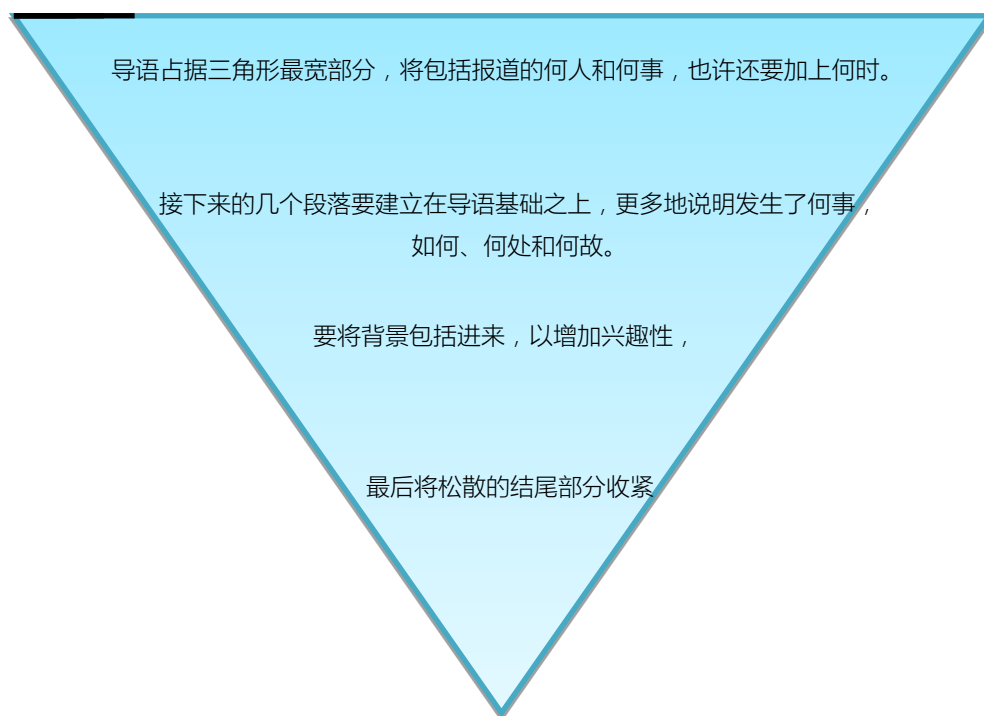 导语占据三角形最宽部分，将包括报道的何人和何事，也许还要加上何时。
接下来的几个段落要建立在导语基础之上，更多地说明发生了何事，
如何、何处和何故。
要将背景包括进来，以增加兴趣性，
最后将松散的结尾部分收紧